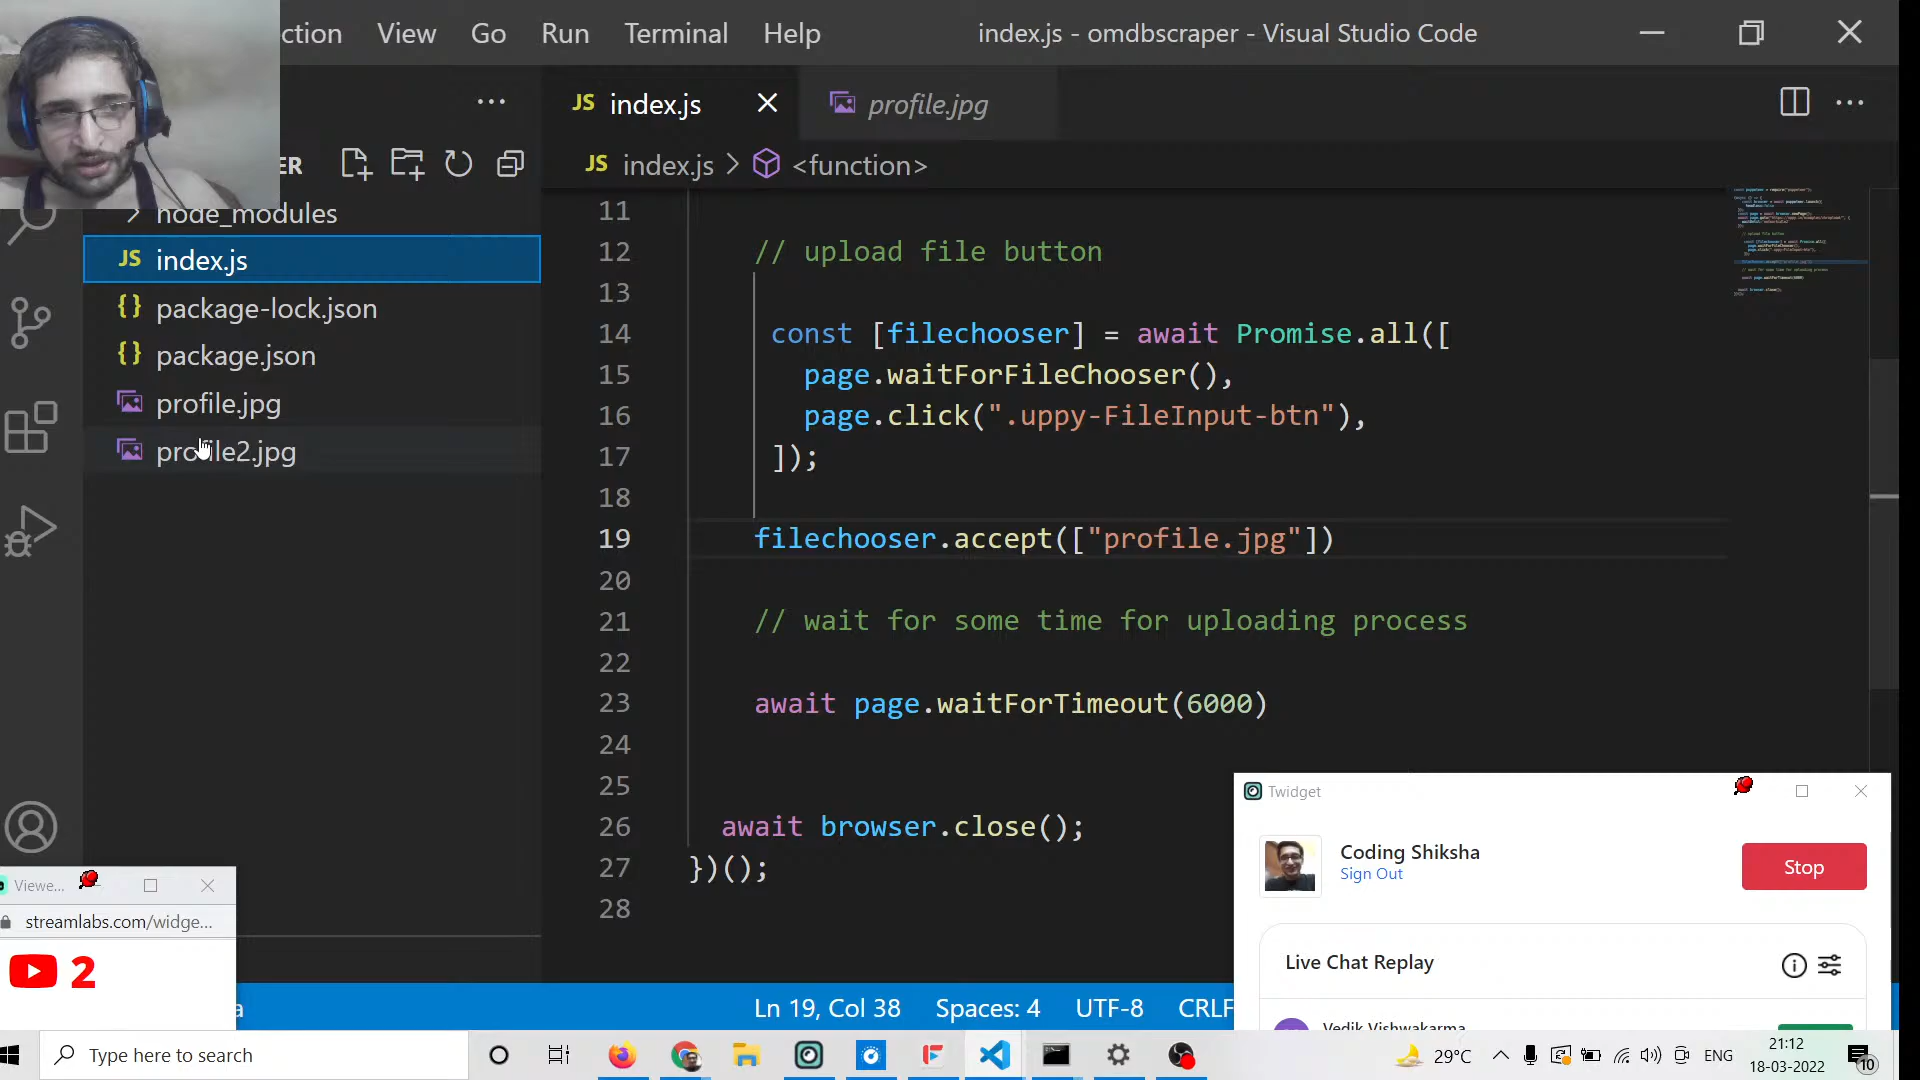 ction View Go Run Terminal Help index.js - omdbscraper - Visual Studio Code
JS index.js profile.jpg
ER
JS index.js > <function>
node_modules
JS index.js
{} package-lock.json
{} package.json
profile.jpg
profile2.jpg
11
12 // upload file button
13
14 const [filechooser] = await Promise.all([
15 page.waitForFileChooser(),
16 page.click(".uppy-FileInput-btn"),
17 ]);
18
19 filechooser.accept(["profile.jpg"])
20
21 // wait for some time for uploading process
22
23 await page.waitForTimeout(6000)
24
25
26 await browser.close();
27 })();
28
Twidget
Coding Shiksha
Sign Out
Stop
Live Chat Replay
Vedik Vishwakarma
Viewe...
streamlabs.com/widge...
2
a Ln 19, Col 38 Spaces: 4 UTF-8 CRLF
Type here to search
29°C ENG
21:12
18-03-2022
10